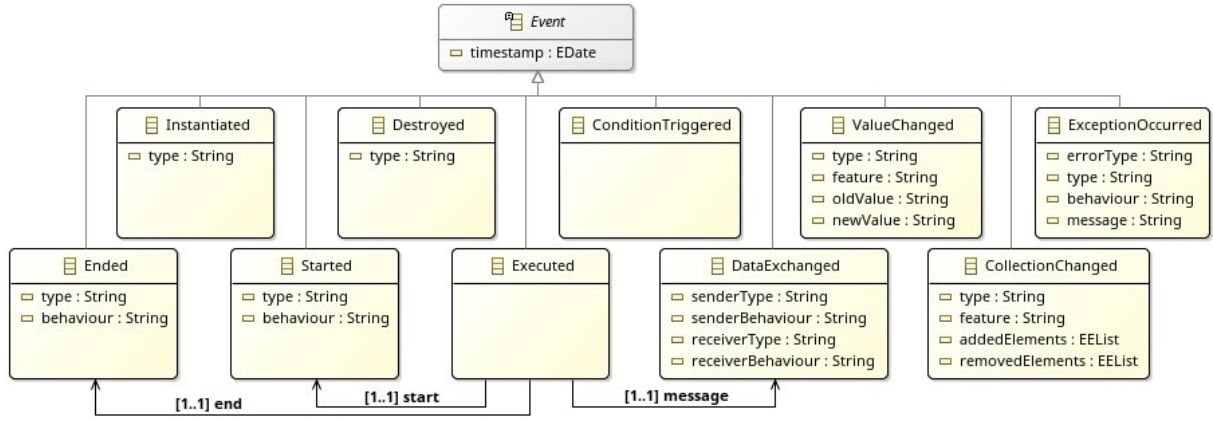 Event
timestamp : EDate
Instantiated
type : String
Destroyed
type : String
ConditionTriggered
ValueChanged
type : String
feature : String
oldValue : String
newValue : String
ExceptionOccurred
errorType : String
type : String
behaviour : String
message : String
Ended
type : String
behaviour : String
Started
type : String
behaviour : String
Executed
DataExchanged
senderType : String
senderBehaviour : String
receiverType : String
receiverBehaviour : String
CollectionChanged
type : String
feature : String
addedElements : EEList
removedElements : EEList
[1..1] end
[1..1] start
[1..1] message